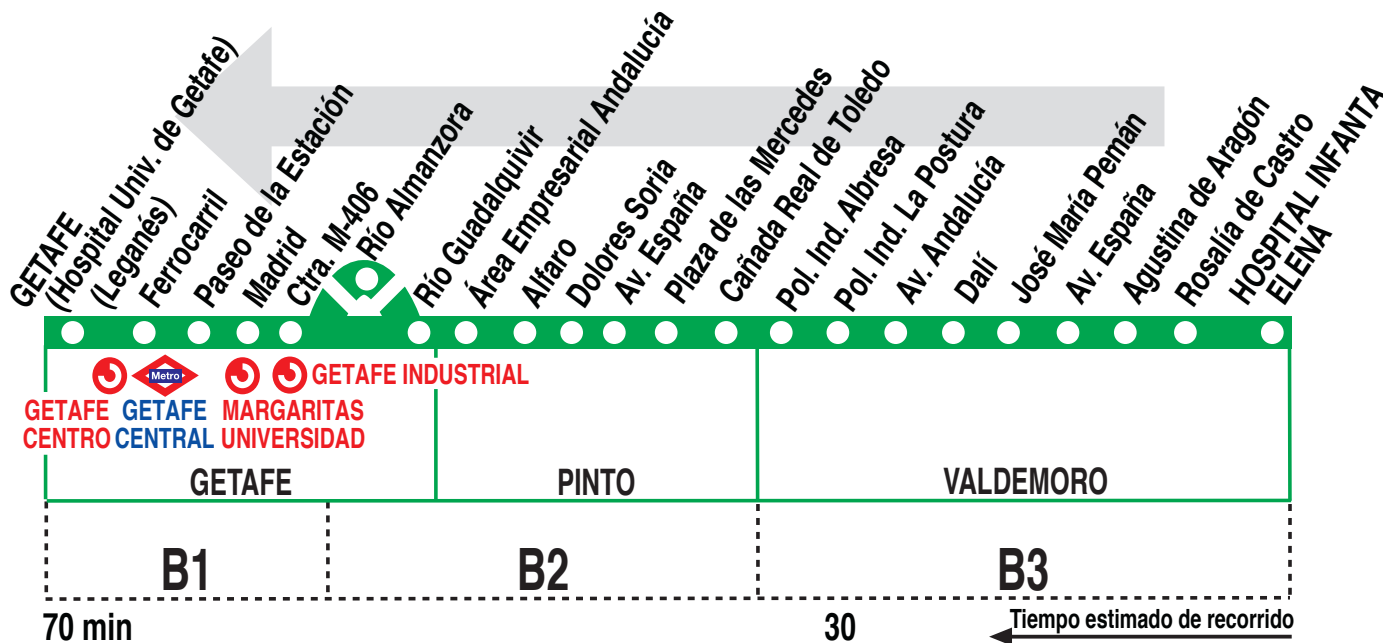 GETAFE
(Hospital Univ. de Getafe)
(Leganés)
Ferrocarril
Paseo de la Estación
Madrid
Ctra. M-406
Río Almanzora
Río Guadalquivir
Área Empresarial Andalucía
Alfaro
Dolores Soria
Av. España
Plaza de las Mercedes
Cañada Real de Toledo
Pol. Ind. Albresa
Pol. Ind. La Postura
Av. Andalucía
Dalí
José María Pemán
Av. España
Agustina de Aragón
Rosalía de Castro
HOSPITAL INFANTA
ELENA
Metro
GETAFE INDUSTRIAL
GETAFE
CENTRO
GETAFE
CENTRAL
MARGARITAS
UNIVERSIDAD
GETAFE
PINTO
VALDEMORO
B1
B2
B3
70 min
30
Tiempo estimado de recorrido